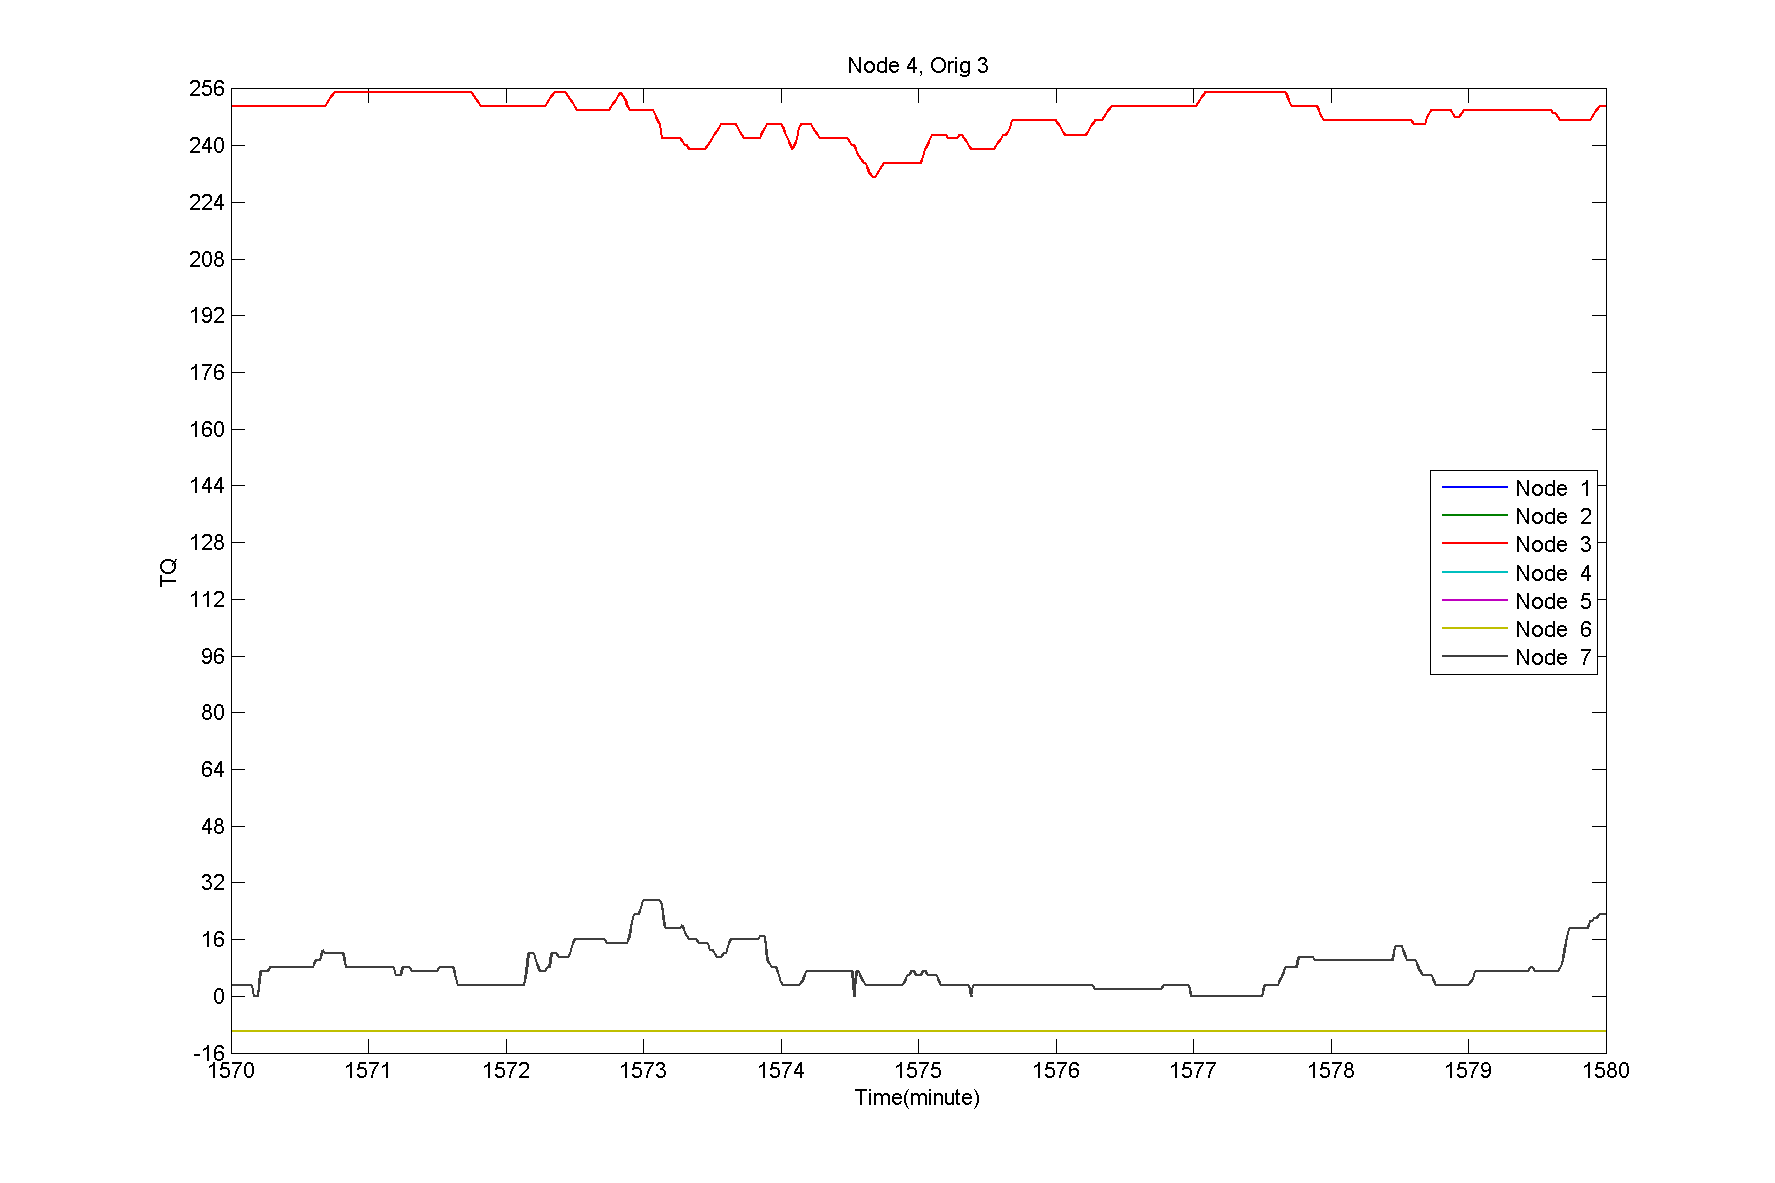 Node 4, Orig 3
256
240
224
208
192
176
160
144
128
112
96
80
64
48
32
16
0
-16
TQ
Node 1
Node 2
Node 3
Node 4
Node 5
Node 6
Node 7
1570 1571 1572 1573 1574 1575 1576 1577 1578 1579 1580
Time(minute)